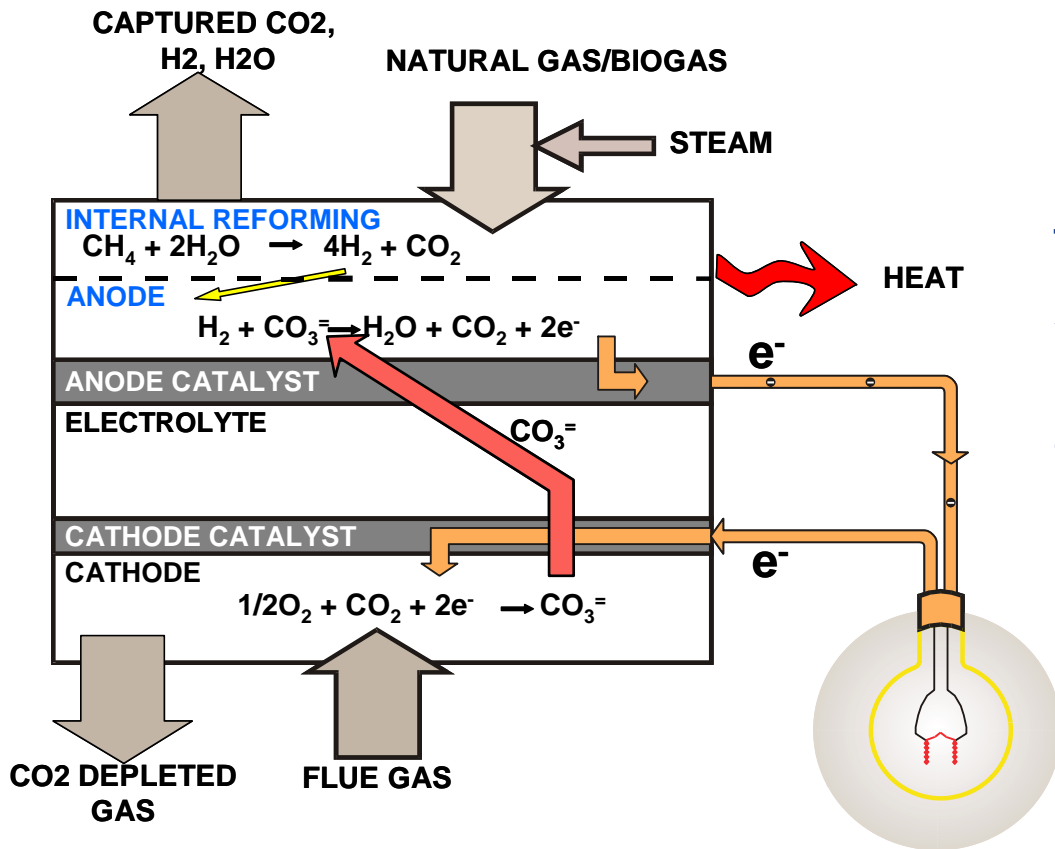 CAPTURED CO2,
H2, H2O
NATURAL GAS/BIOGAS
STEAM
INTERNAL REFORMING
CH₄ + 2H₂O → 4H₂ + CO₂
HEAT
ANODE
H₂ + CO₃⁼ → H₂O + CO₂ + 2e⁻
e⁻
ANODE CATALYST
ELECTROLYTE
CO₃⁼
CATHODE CATALYST
e⁻
CATHODE
1/2O₂ + CO₂ + 2e⁻ → CO₃⁼
CO2 DEPLETED
GAS
FLUE GAS